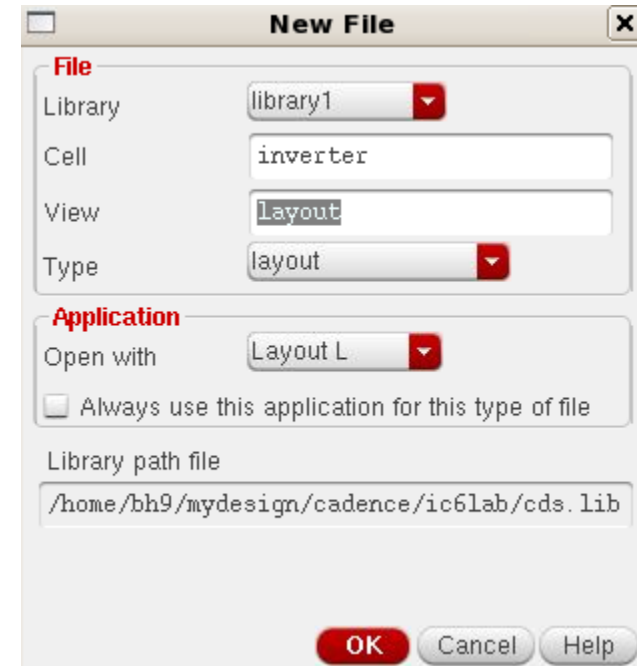 New File
File
Library library1
Cell inverter
View layout
Type layout
Application
Open with Layout L
Always use this application for this type of file
Library path file
/home/bh9/mydesign/cadence/ic6lab/cds.lib
OK Cancel Help